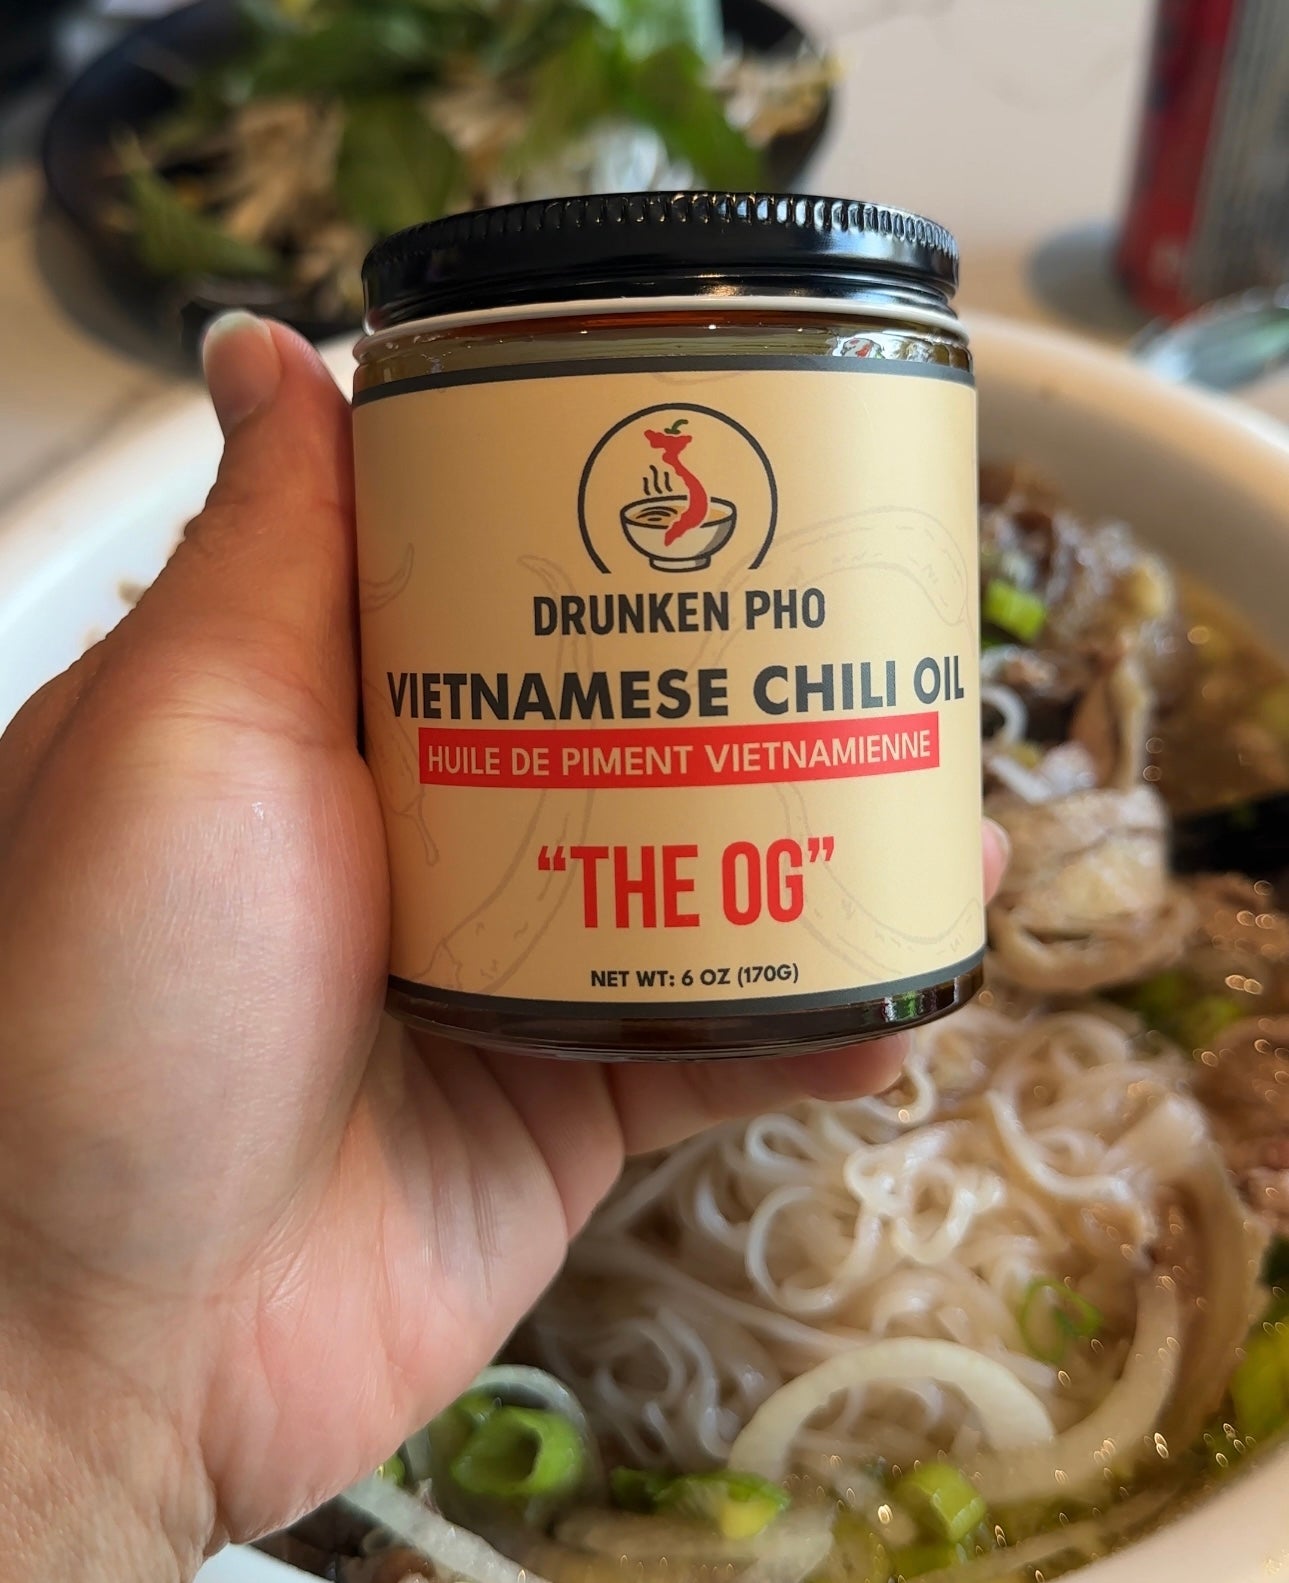 DRUNKEN PHO
VIETNAMESE CHILI OIL
HUILE DE PIMENT VIETNAMIENNE
“THE OG”
NET WT: 6 OZ (170G)